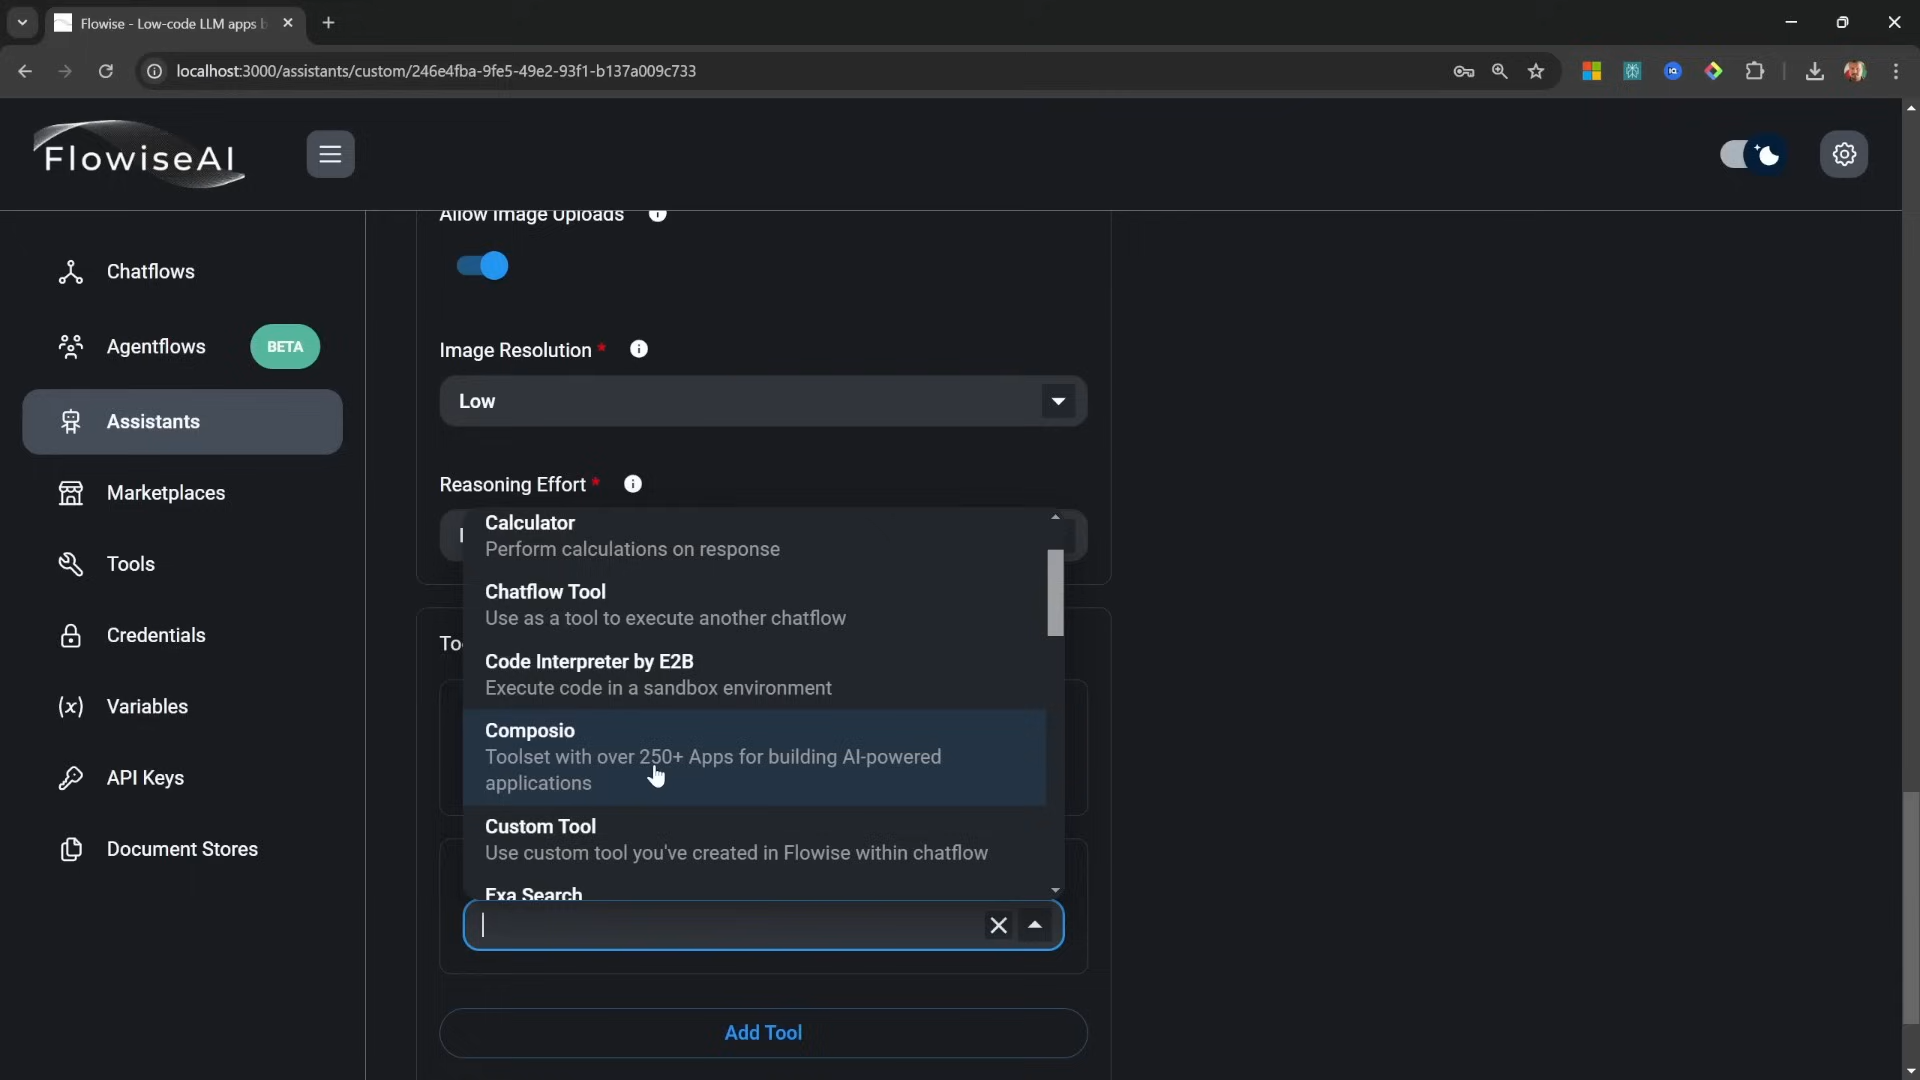 Flowise - Low-code LLM apps
localhost:3000/assistants/custom/246e4fba-9fe5-49e2-93f1-b137a009c733
FlowiseAI
Chatflows
Agentflows
BETA
Assistants
Marketplaces
Tools
Credentials
Variables
API Keys
Document Stores
Allow Image Uploads
Image Resolution *
Low
Reasoning Effort *
Calculator
Perform calculations on response
Chatflow Tool
Use as a tool to execute another chatflow
Code Interpreter by E2B
Execute code in a sandbox environment
Composio
Toolset with over 250+ Apps for building AI-powered
applications
Custom Tool
Use custom tool you've created in Flowise within chatflow
Exa Search
Add Tool